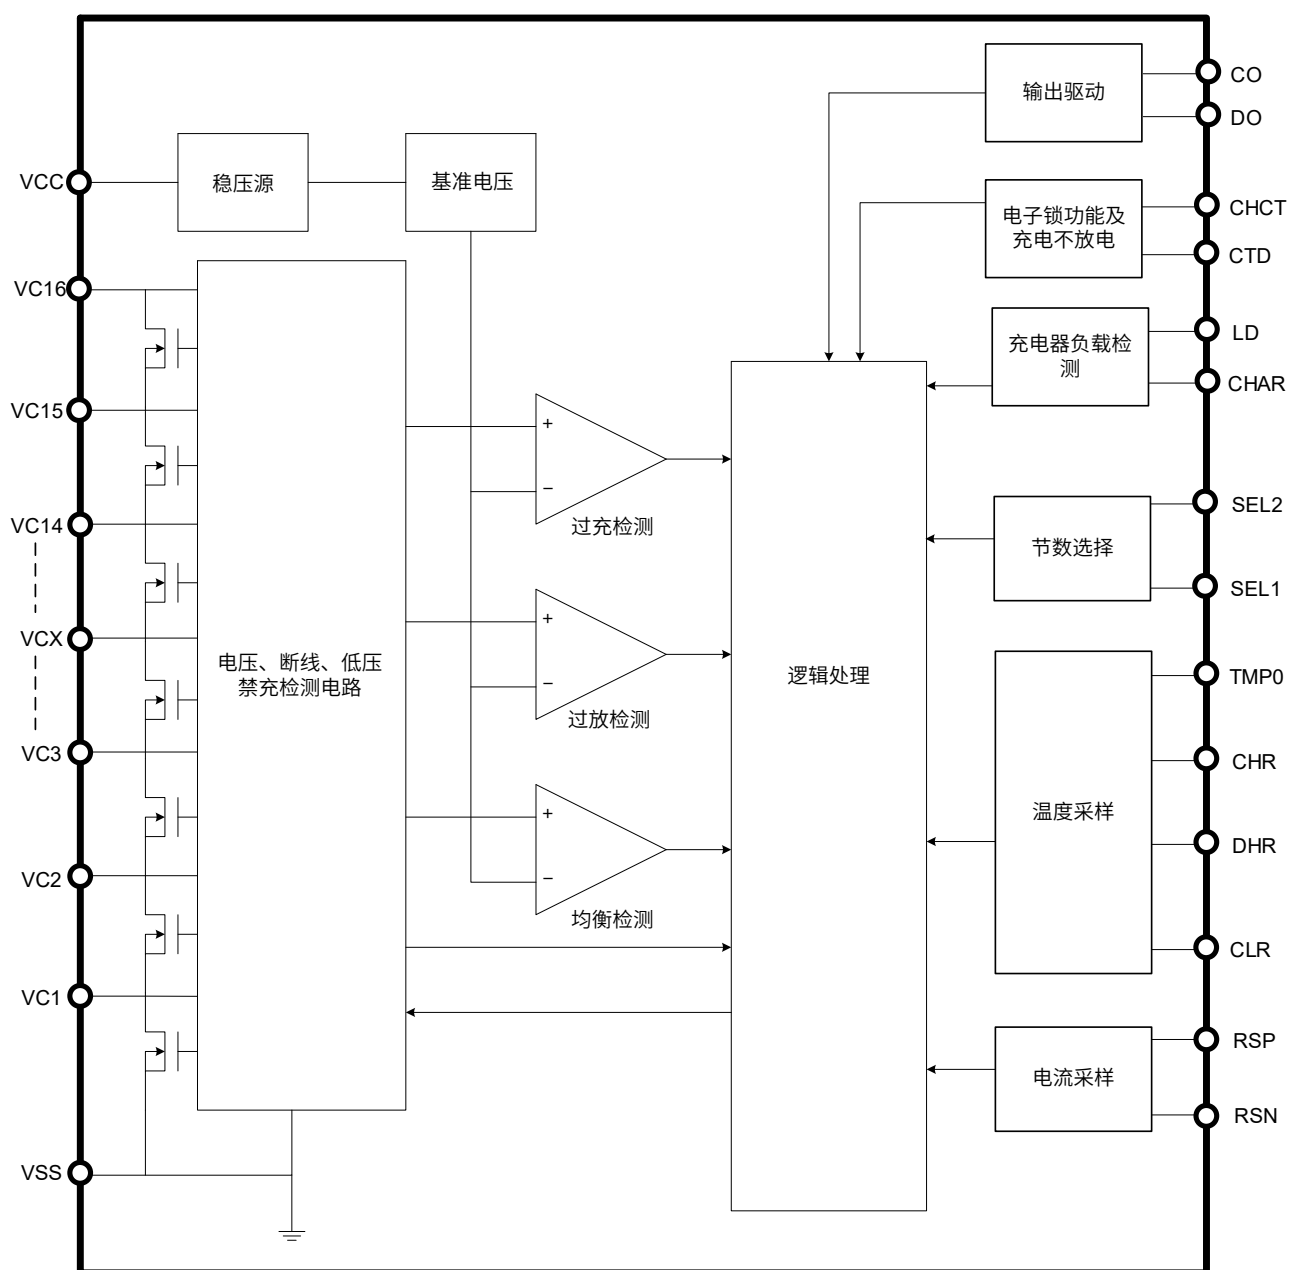 CO
输出驱动
DO
VCC
稳压源
基准电压
电子锁功能及
充电不放电
CHCT
CTD
VC16
LD
充电器负载检
测
CHAR
VC15
+
−
过充检测
VC14
SEL2
节数选择
SEL1
VCX
电压、断线、低压
禁充检测电路
+
−
过放检测
逻辑处理
TMP0
VC3
CHR
+
−
均衡检测
温度采样
DHR
VC2
CLR
VC1
RSP
电流采样
RSN
VSS